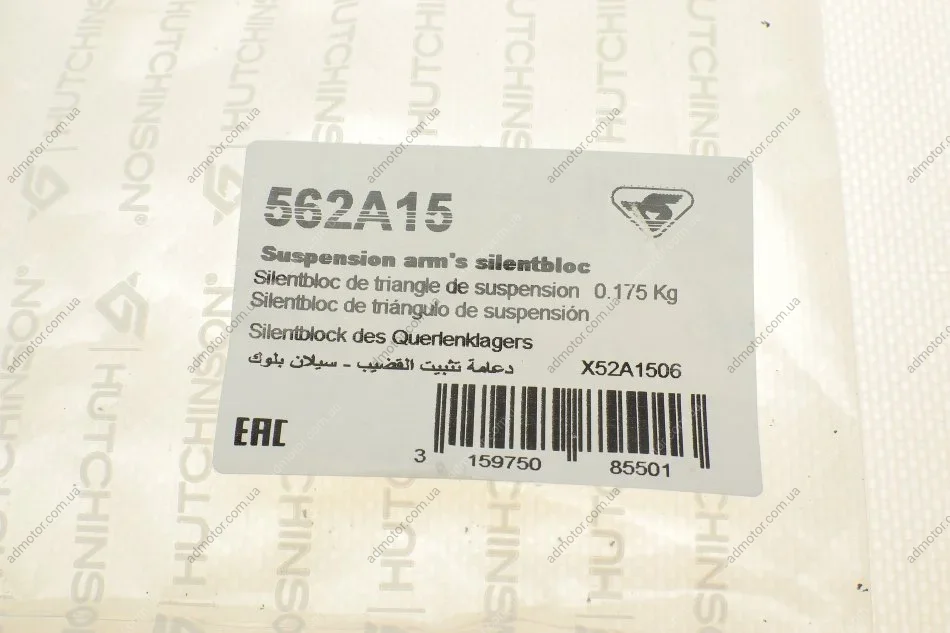 562A15
Suspension arm's silentbloc
Silentbloc de triangle de suspension 0.175 Kg
Silentbloc de triángulo de suspensión
Silentblock des Querlenklagers
دعامة تثبيت القضيب - سيلان بلوك
X52A1506
EAC
3 159750 85501
HUTCHINSON®
admotor.com.ua